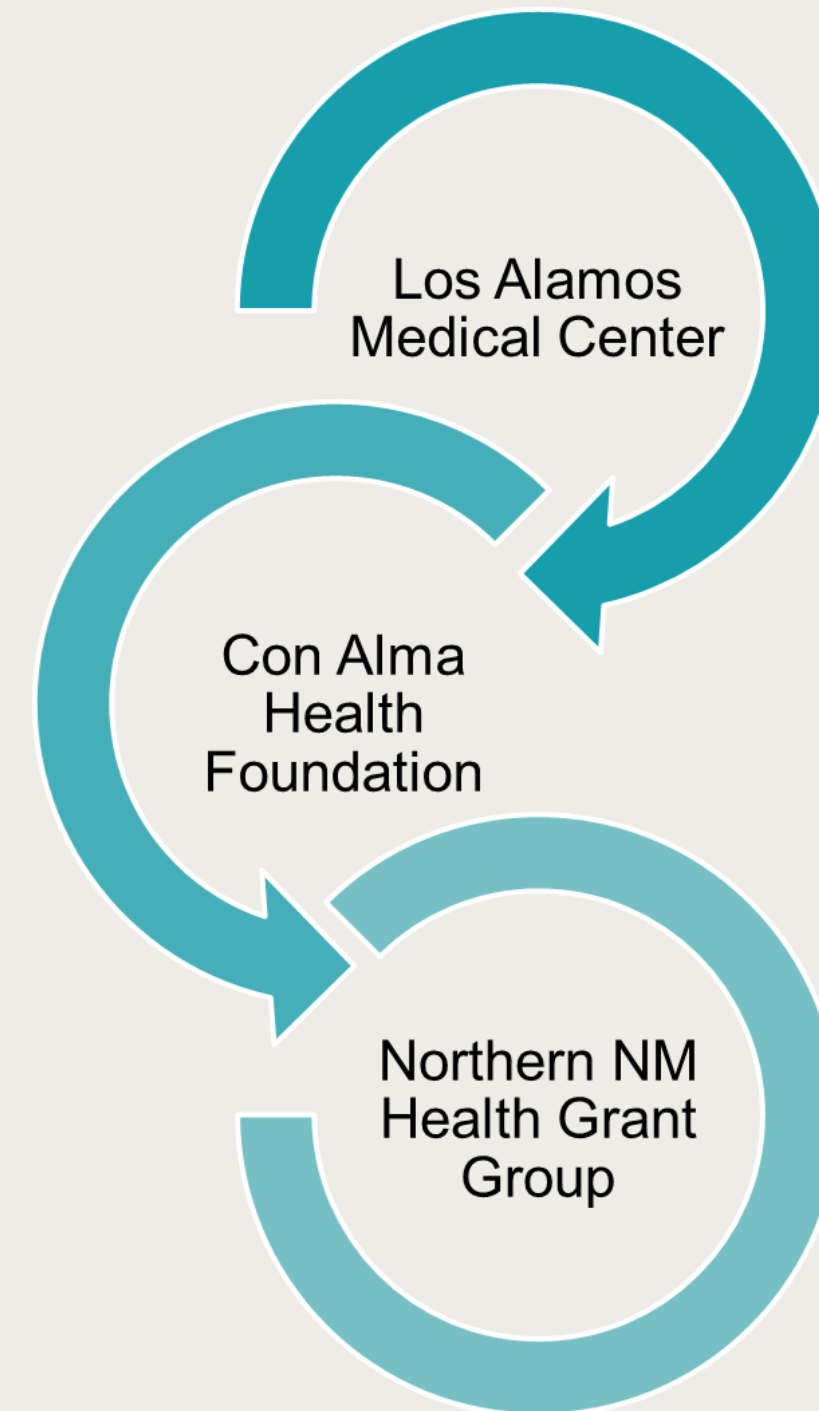 Los Alamos
Medical Center
Con Alma
Health
Foundation
Northern NM
Health Grant
Group